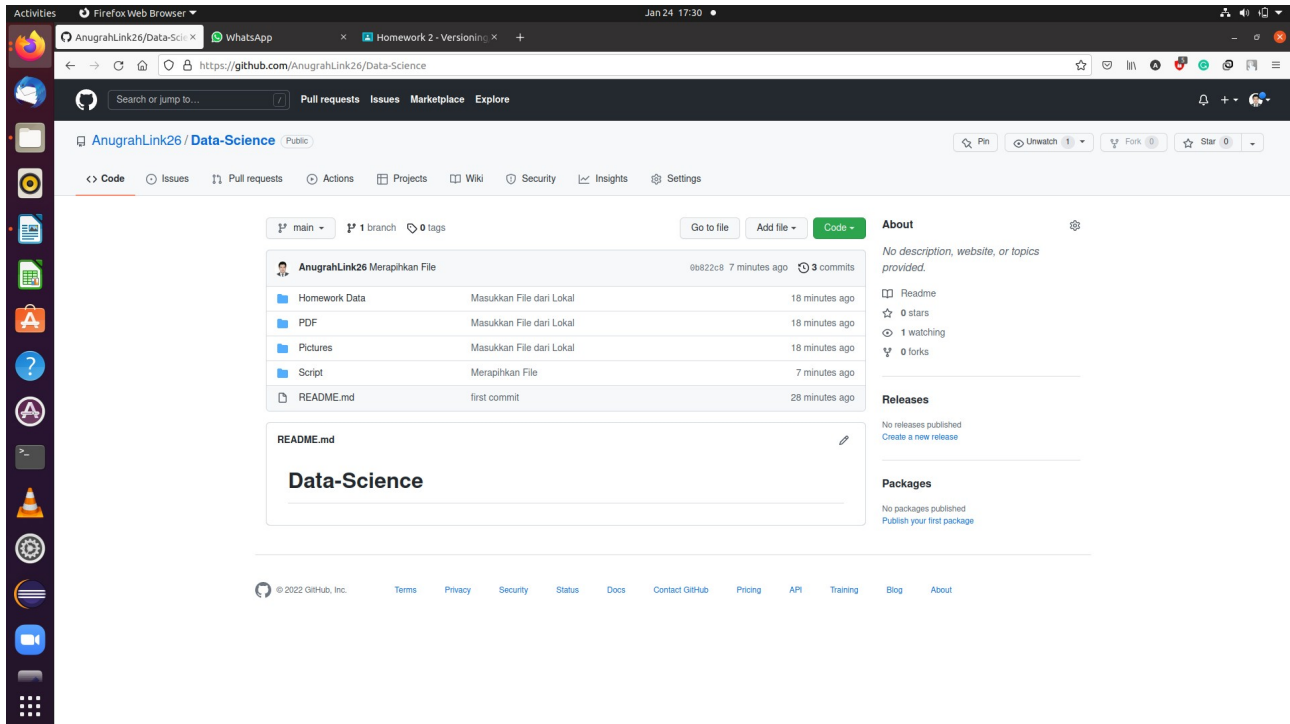 Activities Firefox Web Browser Jan 24 17:30
AnugrahLink26/Data-Scie WhatsApp Homework 2 - Versioning
https://github.com/AnugrahLink26/Data-Science
Search or jump to... / Pull requests Issues Marketplace Explore
AnugrahLink26 / Data-Science Public Pin Unwatch 1 Fork 0 Star 0
<> Code Issues Pull requests Actions Projects Wiki Security Insights Settings
main 1 branch 0 tags Go to file Add file Code
AnugrahLink26 Merapihkan File 0b822c8 7 minutes ago 3 commits
Homework Data Masukkan File dari Lokal 18 minutes ago
PDF Masukkan File dari Lokal 18 minutes ago
Pictures Masukkan File dari Lokal 18 minutes ago
Script Merapihkan File 7 minutes ago
README.md first commit 28 minutes ago
README.md
Data-Science
About
No description, website, or topics
provided.
Readme
0 stars
1 watching
0 forks
Releases
No releases published
Create a new release
Packages
No packages published
Publish your first package
© 2022 GitHub, Inc. Terms Privacy Security Status Docs Contact GitHub Pricing API Training Blog About